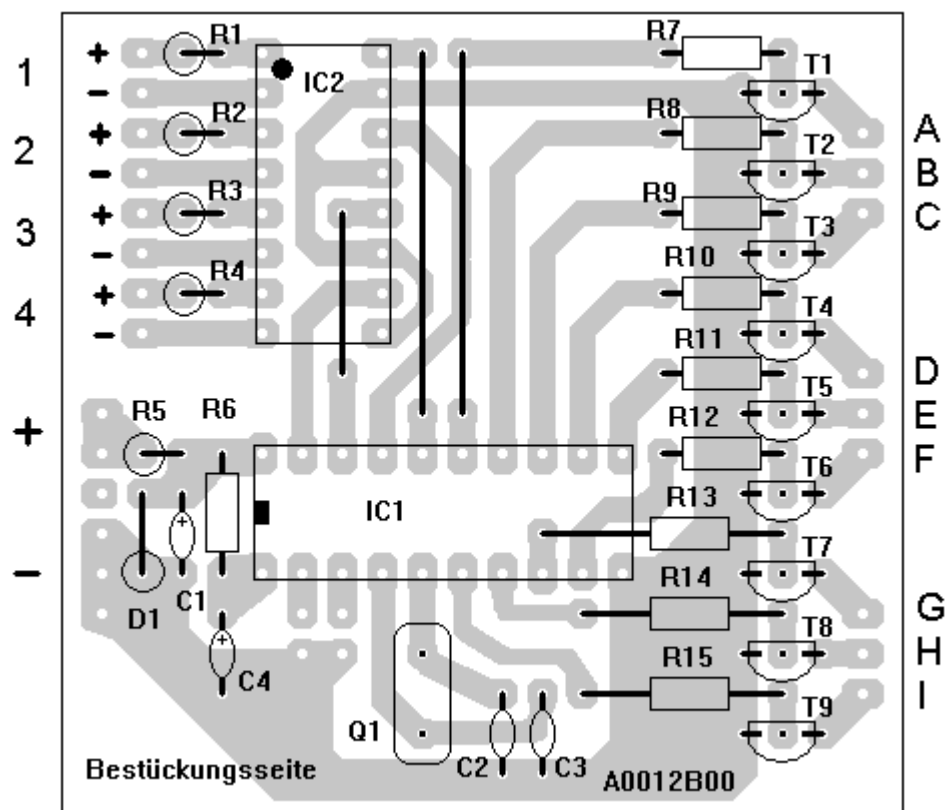 R1
R7
+
1
IC2
T1
-
R2
R8
+
A
2
T2
-
B
R3
R9
+
C
3
T3
-
R10
R4
+
4
T4
-
R11
D
T5
R5
R6
R12
E
+
T6
F
R13
IC1
T7
-
R14
C1
D1
G
T8
H
R15
C4
I
T9
Q1
Bestückungsseite
C2
C3
A0012B00
+
+